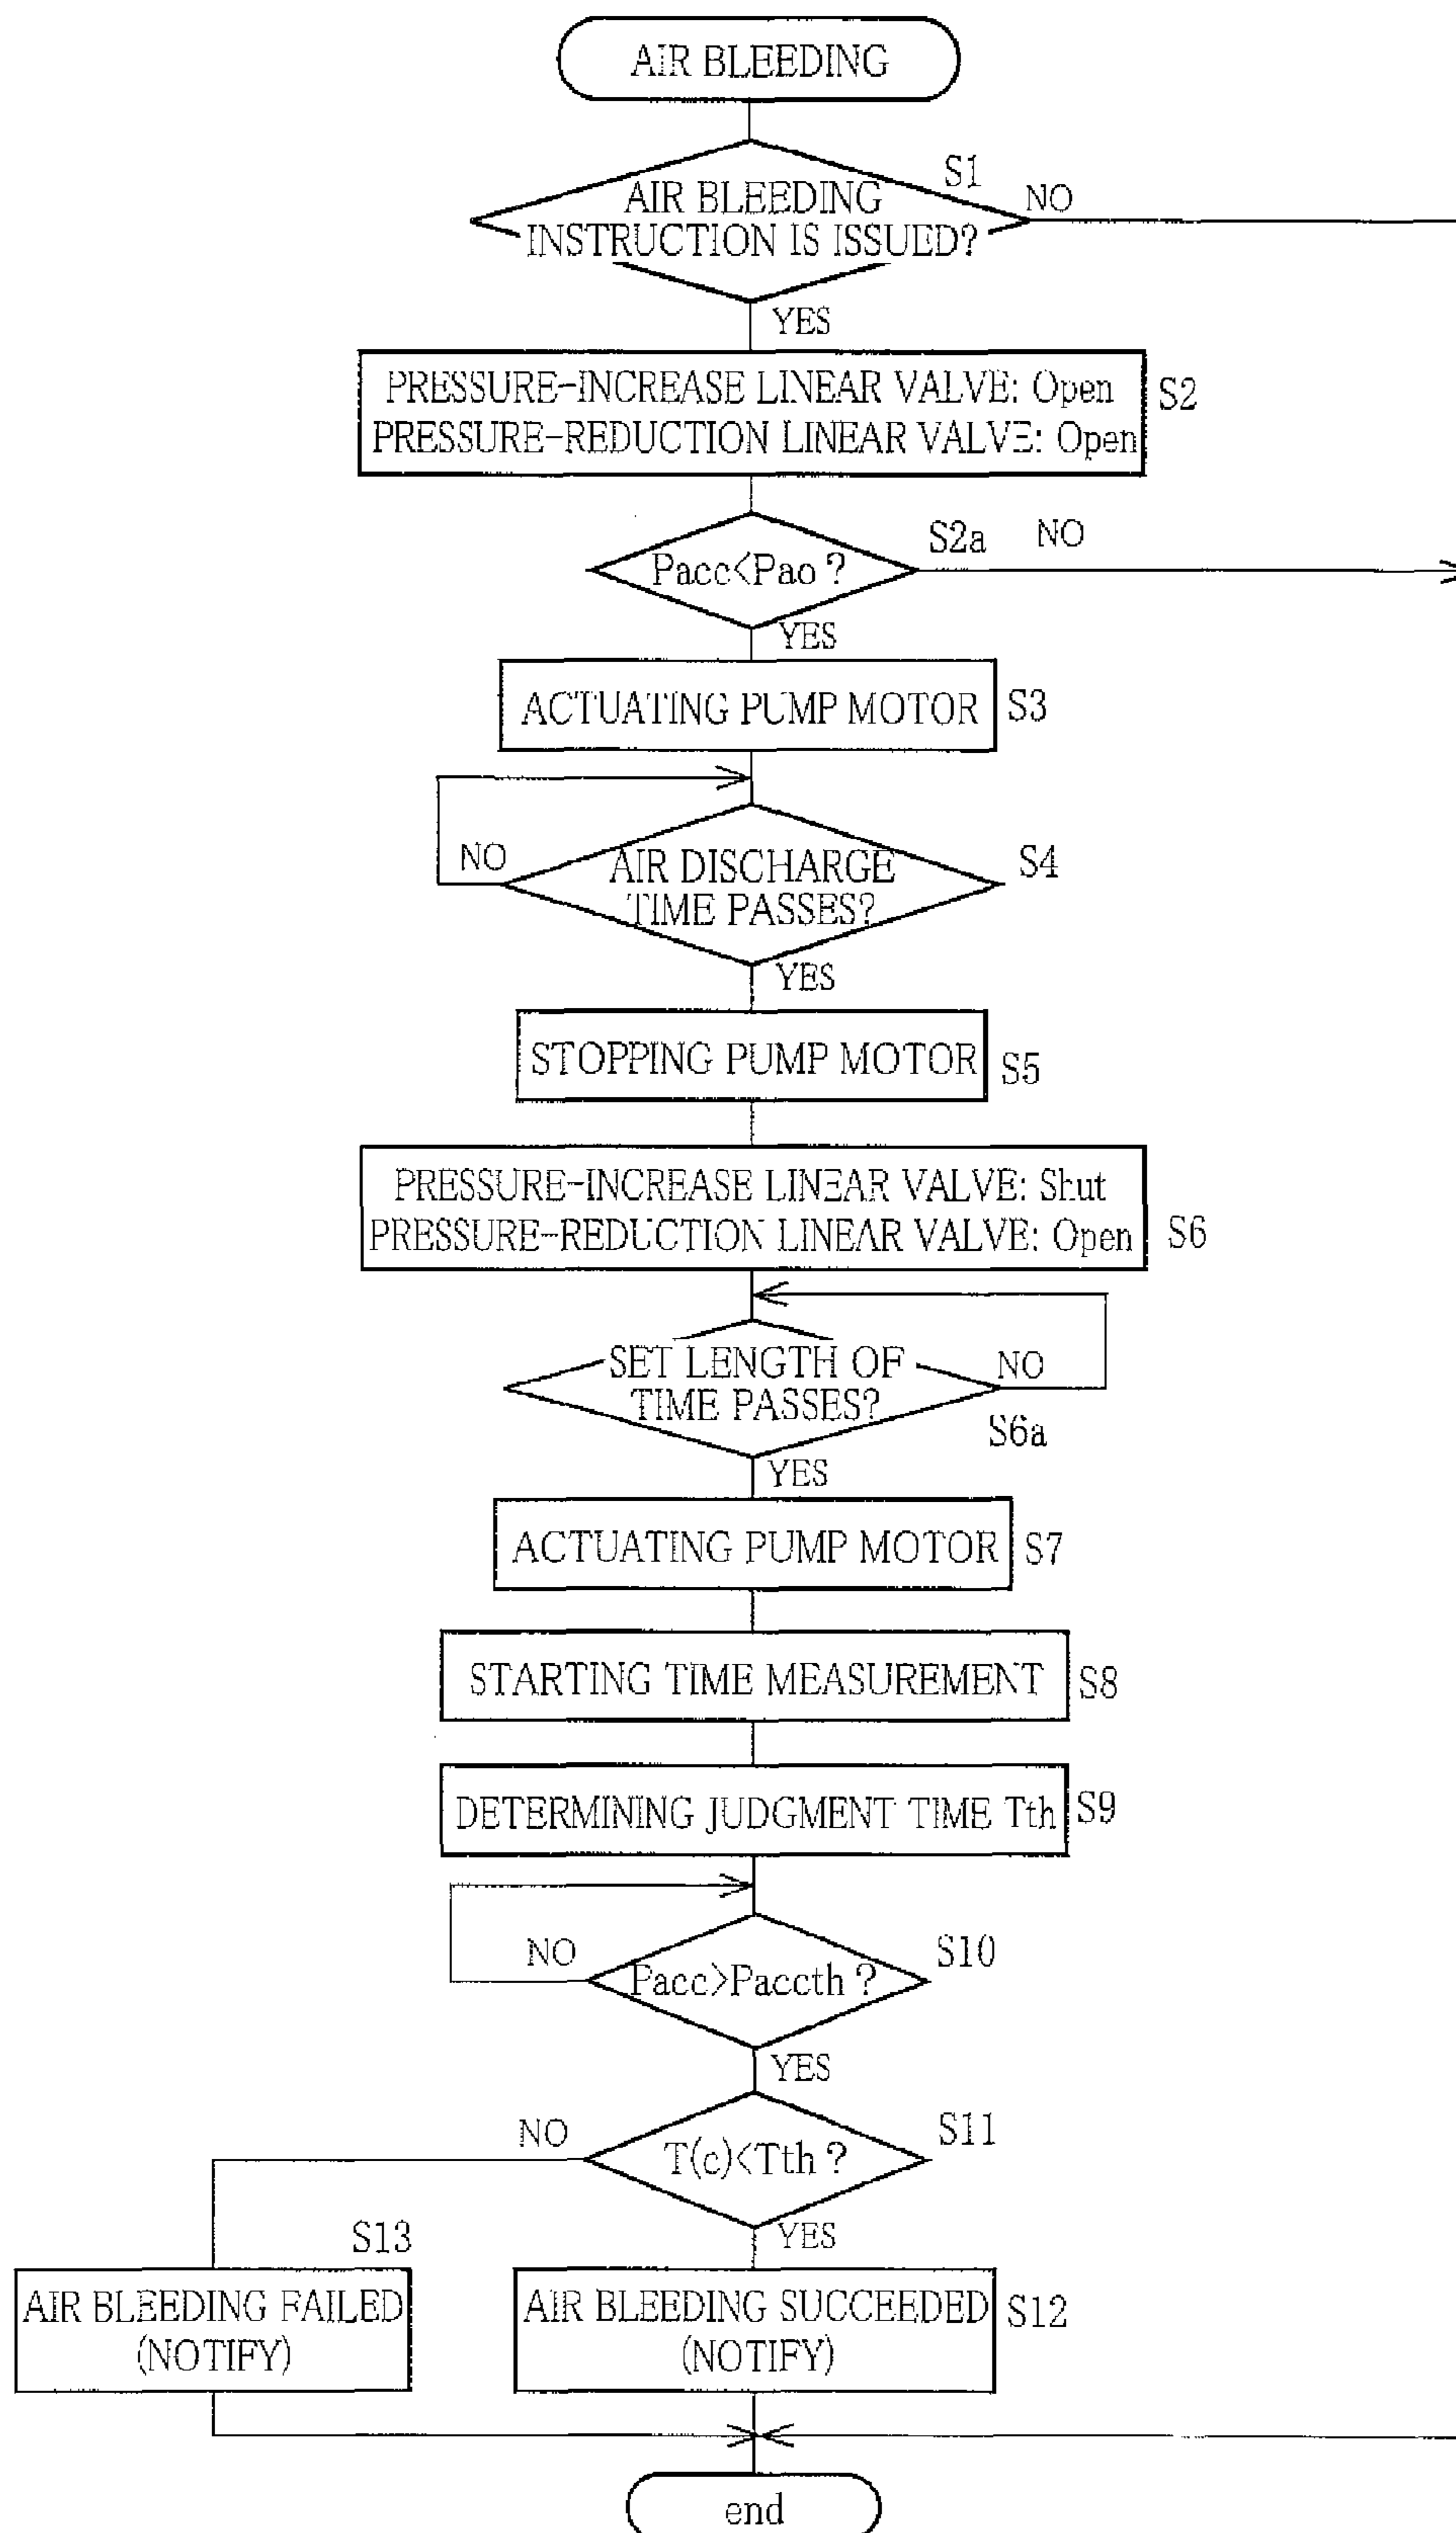 AIR BLEEDING
S1
AIR BLEEDING
INSTRUCTION IS ISSUED?
NO
YES
PRESSURE-INCREASE LINEAR VALVE: Open
PRESSURE-REDUCTION LINEAR VALVE: Open
S2
Pacc<Pao ?
S2a
NO
YES
ACTUATING PUMP MOTOR
S3
NO
AIR DISCHARGE
TIME PASSES?
S4
YES
STOPPING PUMP MOTOR
S5
PRESSURE-INCREASE LINEAR VALVE: Shut
PRESSURE-REDUCTION LINEAR VALVE: Open
S6
SET LENGTH OF
TIME PASSES?
NO
S6a
YES
ACTUATING PUMP MOTOR
S7
STARTING TIME MEASUREMENT
S8
DETERMINING JUDGMENT TIME Tth
S9
NO
Pacc>Paccth ?
S10
YES
NO
T(c)<Tth ?
S11
YES
S13
AIR BLEEDING FAILED
(NOTIFY)
AIR BLEEDING SUCCEEDED
(NOTIFY)
S12
end